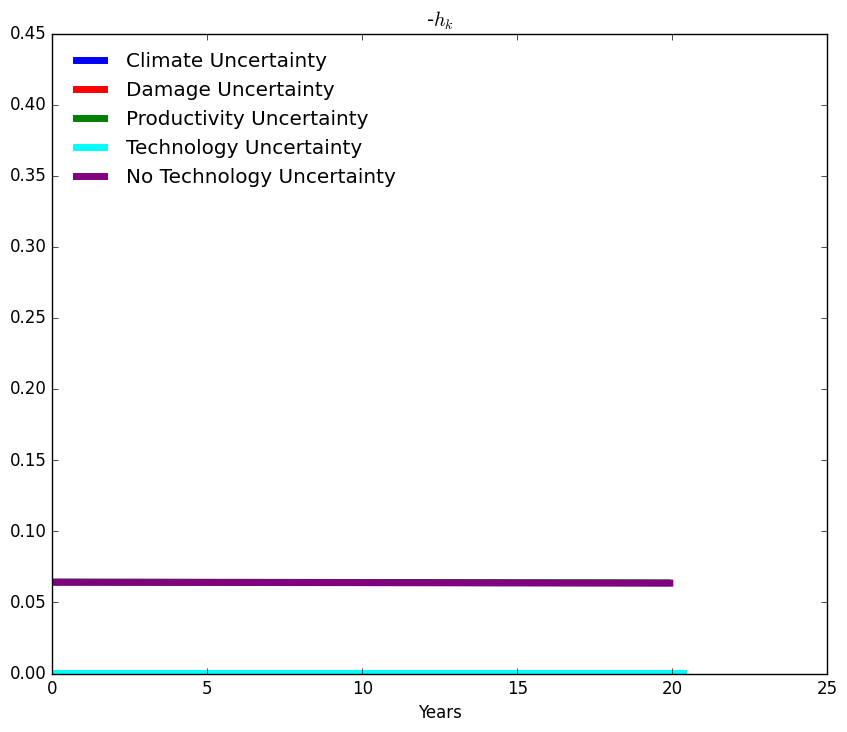 -h_k
0.45
0.40
0.35
0.30
0.25
0.20
0.15
0.10
0.05
0.00
Climate Uncertainty
Damage Uncertainty
Productivity Uncertainty
Technology Uncertainty
No Technology Uncertainty
0 5 10 15 20 25
Years